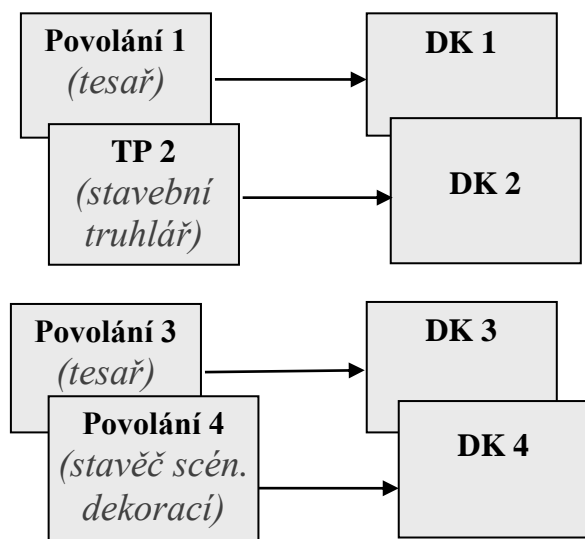 Povolání 1
(tesař)
DK 1
TP 2
(stavební
truhlář)
DK 2
Povolání 3
(tesař)
DK 3
Povolání 4
(stavěč scén.
dekorací)
DK 4